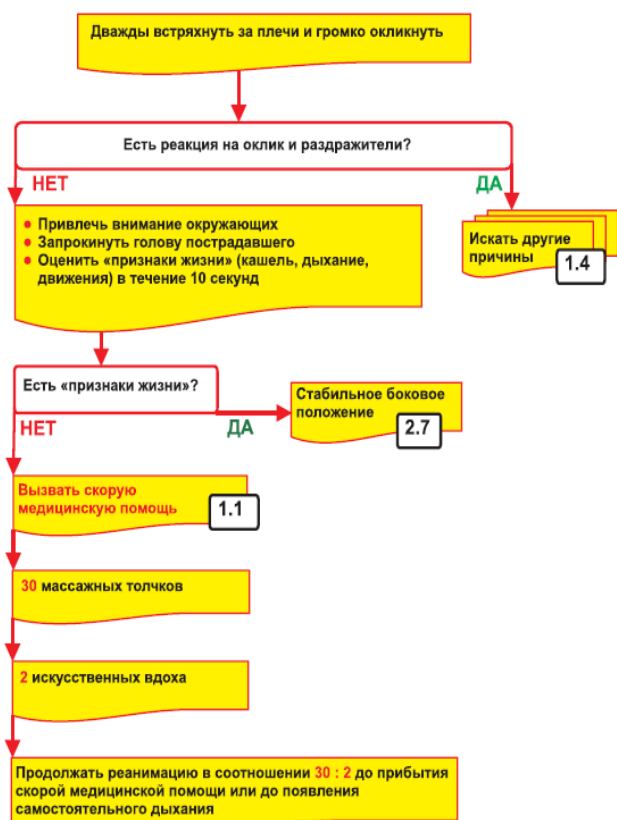 Дважды встряхнуть за плечи и громко окликнуть
Есть реакция на оклик и раздражители?
НЕТ
ДА
• Привлечь внимание окружающих
• Запрокинуть голову пострадавшего
• Оценить «признаки жизни» (кашель, дыхание,
движения) в течение 10 секунд
Искать другие
причины
1.4
Есть «признаки жизни»?
НЕТ
ДА
Стабильное боковое
положение
2.7
Вызвать скорую
медицинскую помощь
1.1
30 массажных толчков
2 искусственных вдоха
Продолжать реанимацию в соотношении 30 : 2 до прибытия
скорой медицинской помощи или до появления
самостоятельного дыхания